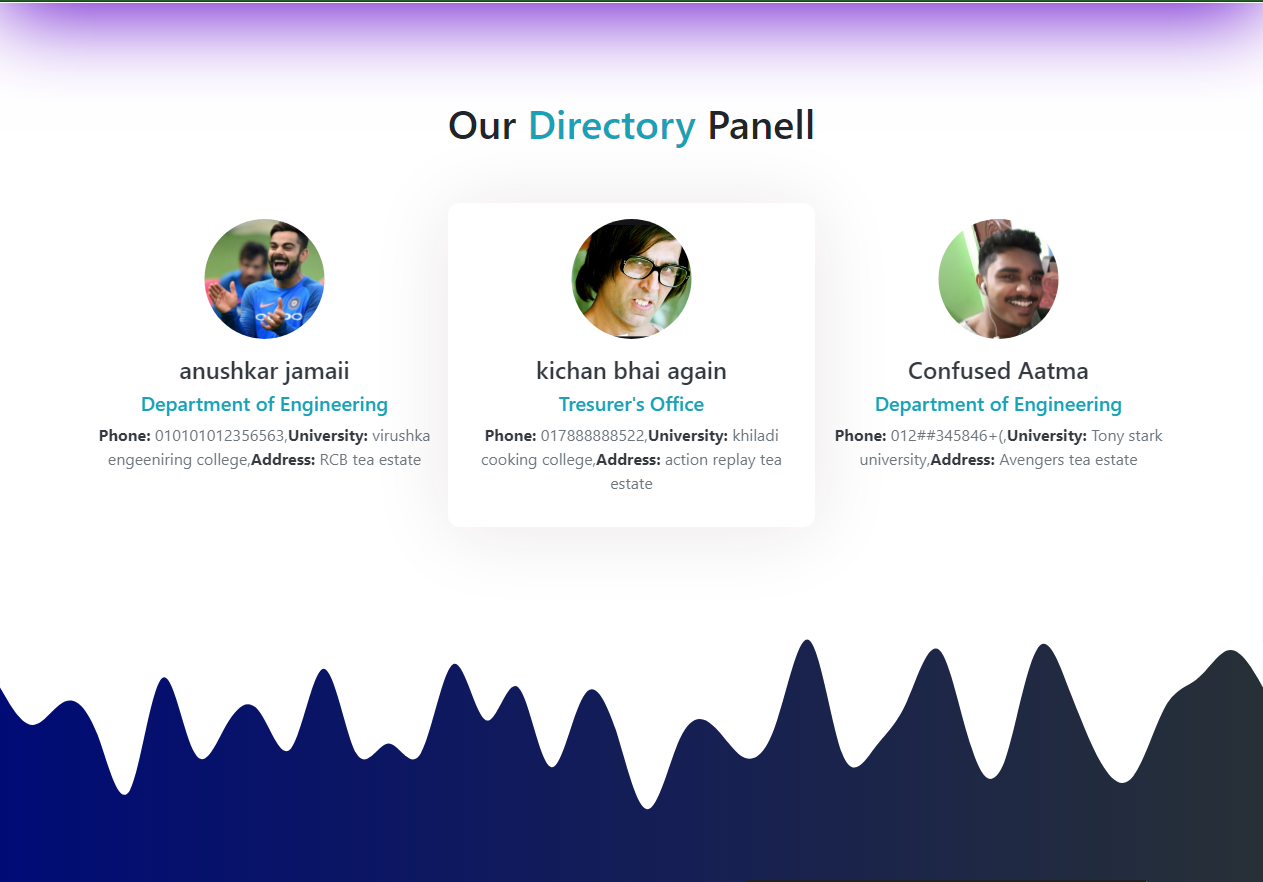 Our Directory Panell
anushkar jamaii
Department of Engineering
Phone: 010101012356563,University: virushka
engeeniring college,Address: RCB tea estate
kichan bhai again
Tresurer's Office
Phone: 017888888522,University: khiladi
cooking college,Address: action replay tea
estate
Confused Aatma
Department of Engineering
Phone: 012##345846+(,University: Tony stark
university,Address: Avengers tea estate
oppo